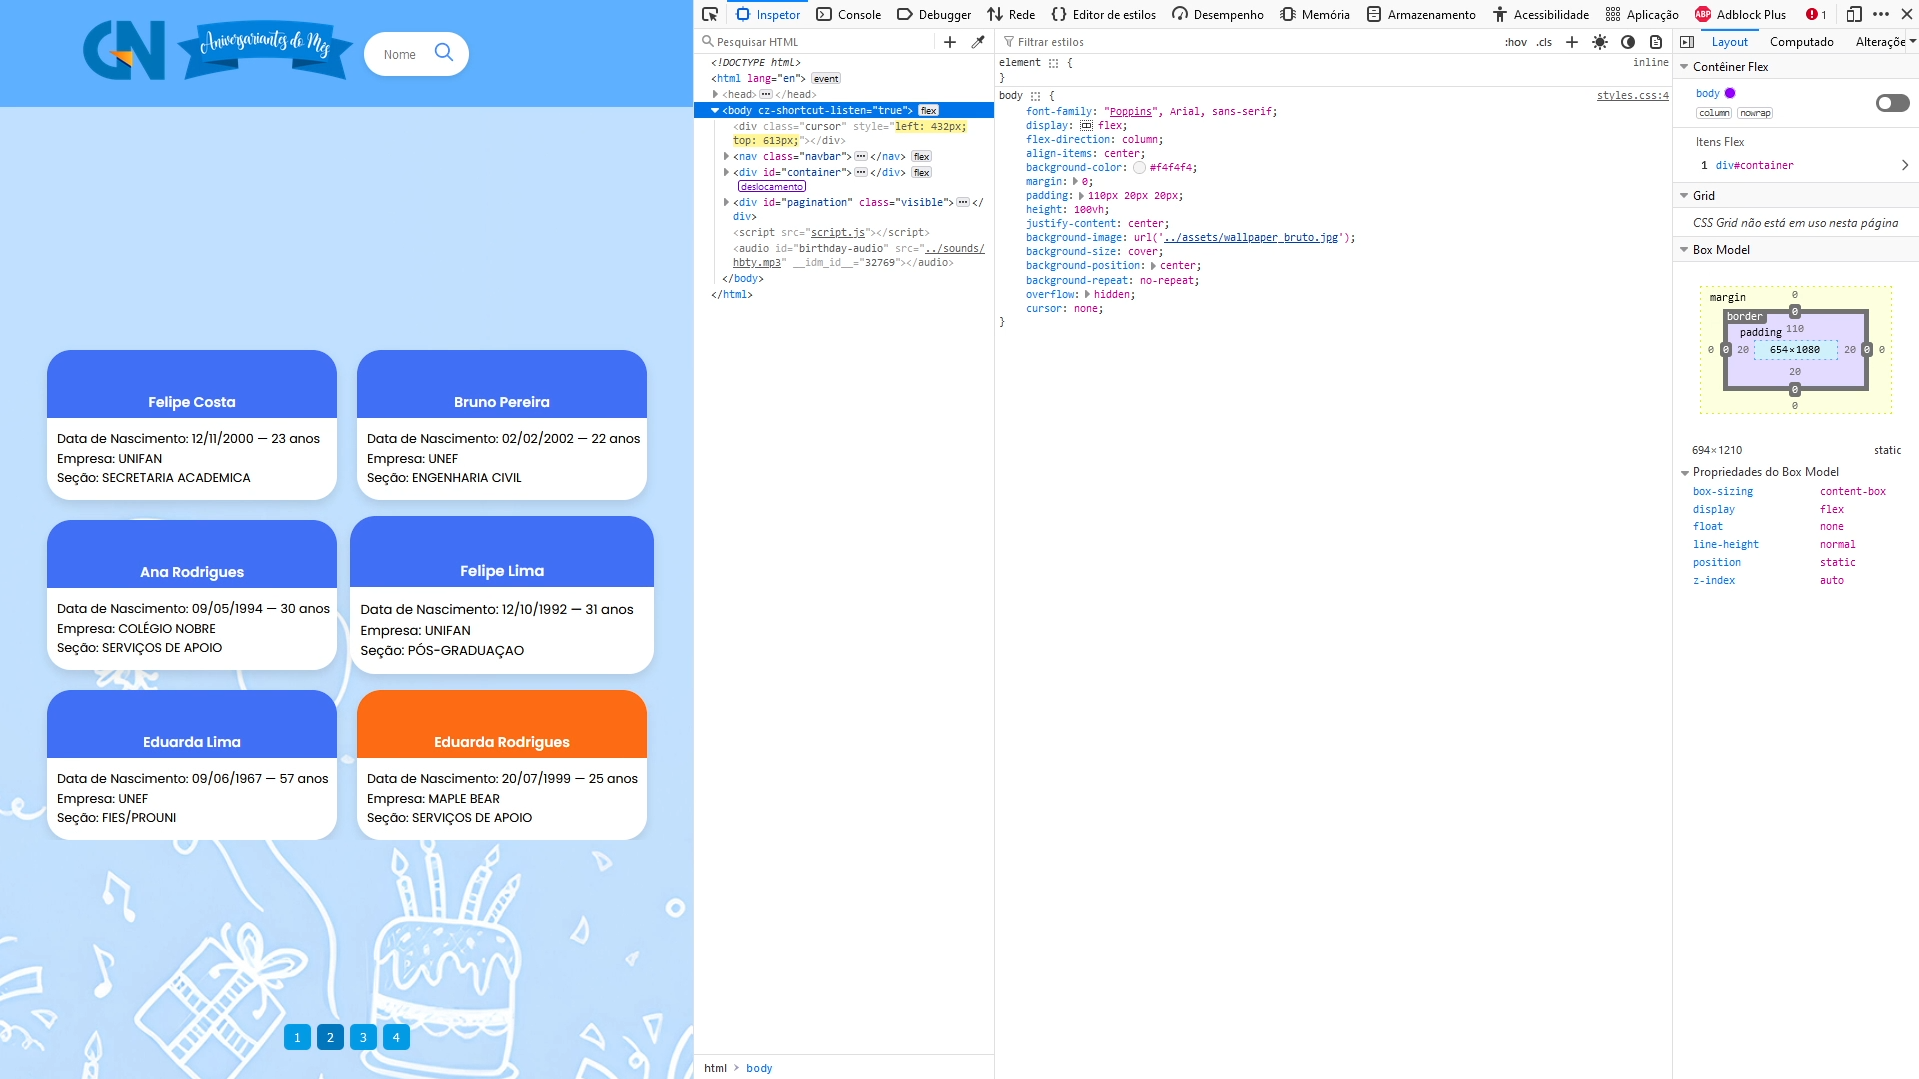 GN
Aniversariantes do Mês
Nome
Felipe Costa
Data de Nascimento: 12/11/2000 — 23 anos
Empresa: UNIFAN
Seção: SECRETARIA ACADEMICA
Bruno Pereira
Data de Nascimento: 02/02/2002 — 22 anos
Empresa: UNEF
Seção: ENGENHARIA CIVIL
Ana Rodrigues
Data de Nascimento: 09/05/1994 — 30 anos
Empresa: COLÉGIO NOBRE
Seção: SERVIÇOS DE APOIO
Felipe Lima
Data de Nascimento: 12/10/1992 — 31 anos
Empresa: UNIFAN
Seção: PÓS-GRADUAÇAO
Eduarda Lima
Data de Nascimento: 09/06/1967 — 57 anos
Empresa: UNEF
Seção: FIES/PROUNI
Eduarda Rodrigues
Data de Nascimento: 20/07/1999 — 25 anos
Empresa: MAPLE BEAR
Seção: SERVIÇOS DE APOIO
1 2 3 4
Inspetor Console Debugger Rede Editor de estilos Desempenho Memória Armazenamento Acessibilidade Aplicação ABP Adblock Plus 1
Pesquisar HTML
<!DOCTYPE html>
<html lang="en"> event
<head> ••• </head>
<body cz-shortcut-listen="true"> flex
<div class="cursor" style="left: 432px;
top: 613px;"></div>
<nav class="navbar"> ••• </nav> flex
<div id="container"> ••• </div> flex
deslocamento
<div id="pagination" class="visible"> ••• </
div>
<script src="script.js"></script>
<audio id="birthday-audio" src="../sounds/
hbty.mp3" __idm_id__="32769"></audio>
</body>
</html>
html > body
Filtrar estilos :hov .cls
element { inline
}
body { styles.css:4
font-family: "Poppins", Arial, sans-serif;
display: flex;
flex-direction: column;
align-items: center;
background-color: #f4f4f4;
margin: 0;
padding: 110px 20px 20px;
height: 100vh;
justify-content: center;
background-image: url('../assets/wallpaper_bruto.jpg');
background-size: cover;
background-position: center;
background-repeat: no-repeat;
overflow: hidden;
cursor: none;
}
Layout Computado Alteraçõe
Contêiner Flex
body
column nowrap
Itens Flex
1 div#container
Grid
CSS Grid não está em uso nesta página
Box Model
margin 0
border 0
padding 110
0 0 20 654×1080 20 0 0
20
0
0
694×1210 static
Propriedades do Box Model
box-sizing content-box
display flex
float none
line-height normal
position static
z-index auto